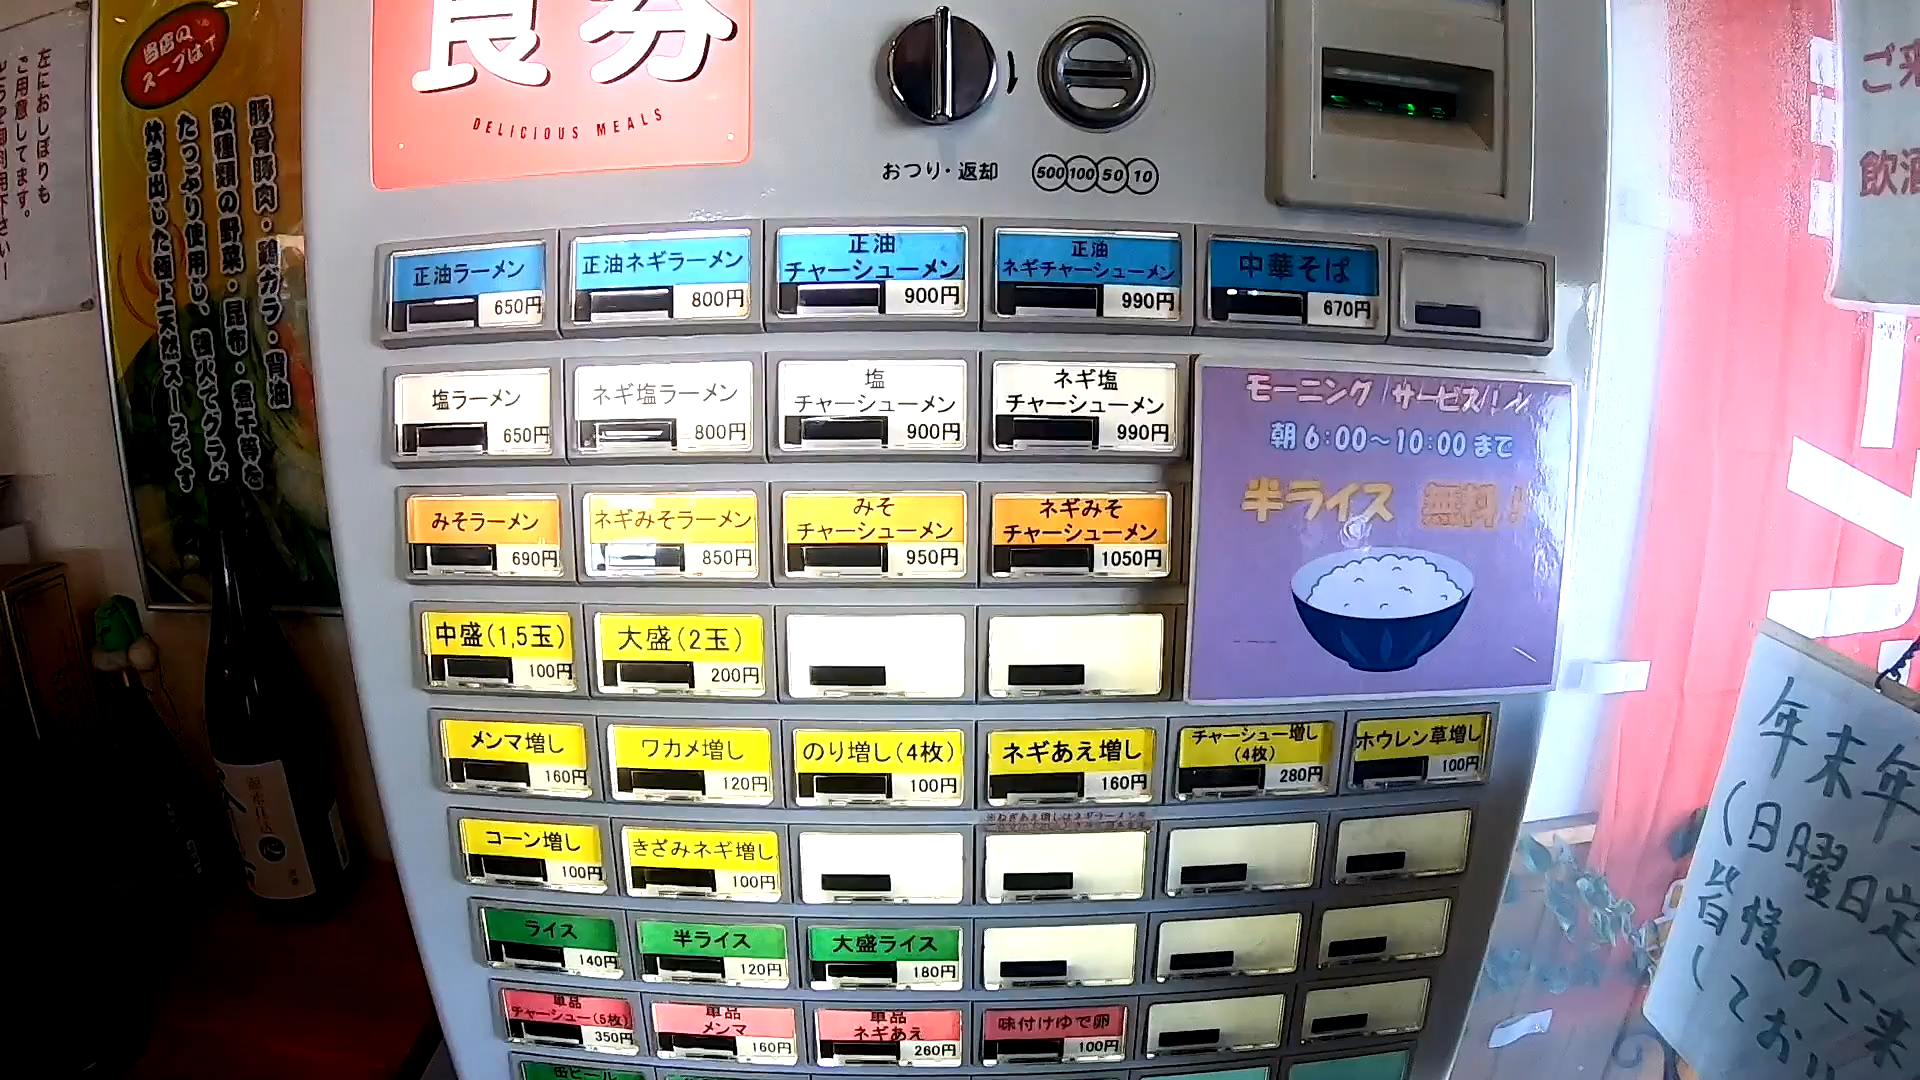 左におしぼりも
ご用意してます。
当店の
スープは
豚骨豚肉・鶏ガラ・背油
数種類の野菜・昆布・煮干等を
たっぷり使用し、強火でグラグ
炊き出した極上天然スープです
食券
DELICIOUS MEALS
おつり・返却
500 100 50 10
正油ラーメン
650円
正油ネギラーメン
800円
正油
チャーシューメン
900円
正油
ネギチャーシューメン
990円
中華そば
670円
塩ラーメン
650円
ネギ塩ラーメン
800円
塩
チャーシューメン
900円
ネギ塩
チャーシューメン
990円
モーニングサービス!!
朝6:00~10:00まで
半ライス 無料!
みそラーメン
690円
ネギみそラーメン
850円
みそ
チャーシューメン
950円
ネギみそ
チャーシューメン
1050円
中盛(1,5玉)
100円
大盛(2玉)
200円
メンマ増し
160円
ワカメ増し
120円
のり増し(4枚)
100円
ネギあえ増し
160円
チャーシュー増し
(4枚)
280円
ホウレン草増し
100円
コーン増し
100円
きざみネギ増し
100円
ライス
140円
半ライス
120円
大盛ライス
180円
単品
チャーシュー(5枚)
350円
単品
メンマ
160円
単品
ネギあえ
260円
味付けゆで卵
100円
缶ビール
ご来
飲酒
年末年
(日曜日定
皆様のご来
しており